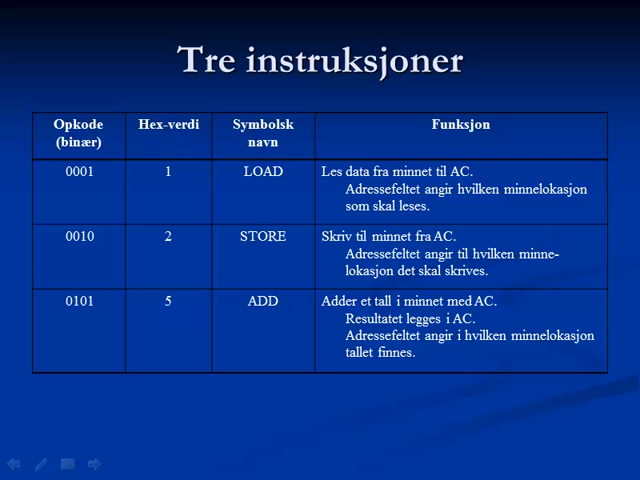 Tre instruksjoner
Opkode
(binær)
Hex-verdi
Symbolsk
navn
Funksjon
0001
1
LOAD
Les data fra minnet til AC.
Adressefeltet angir hvilken minnelokasjon
som skal leses.
0010
2
STORE
Skriv til minnet fra AC.
Adressefeltet angir til hvilken minne-
lokasjon det skal skrives.
0101
5
ADD
Adder et tall i minnet med AC.
Resultatet legges i AC.
Adressefeltet angir i hvilken minnelokasjon
tallet finnes.